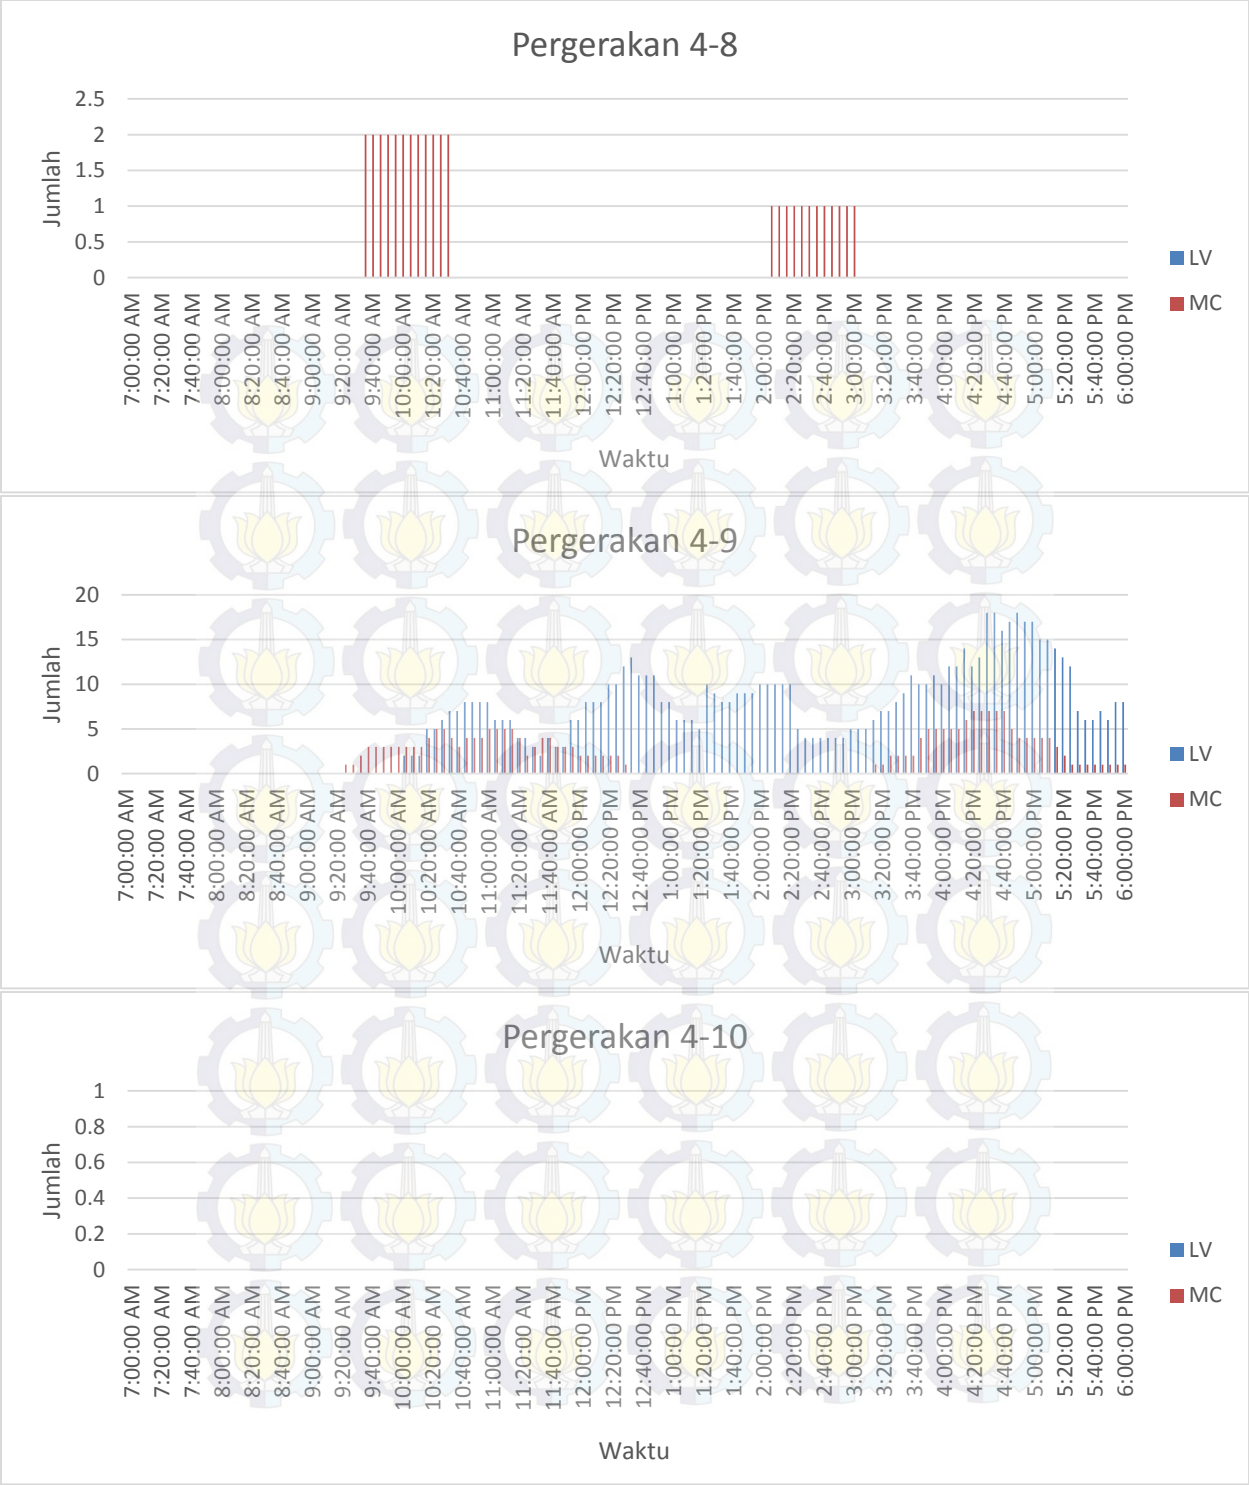 Pergerakan 4-8
2.5
2
1.5
1
0.5
0
Jumlah
7:00:00 AM
7:20:00 AM
7:40:00 AM
8:00:00 AM
8:20:00 AM
8:40:00 AM
9:00:00 AM
9:20:00 AM
9:40:00 AM
10:00:00 AM
10:20:00 AM
10:40:00 AM
11:00:00 AM
11:20:00 AM
11:40:00 AM
12:00:00 PM
12:20:00 PM
12:40:00 PM
1:00:00 PM
1:20:00 PM
1:40:00 PM
2:00:00 PM
2:20:00 PM
2:40:00 PM
3:00:00 PM
3:20:00 PM
3:40:00 PM
4:00:00 PM
4:20:00 PM
4:40:00 PM
5:00:00 PM
5:20:00 PM
5:40:00 PM
6:00:00 PM
Waktu
LV
MC
Pergerakan 4-9
20
15
10
5
0
Jumlah
7:00:00 AM
7:20:00 AM
7:40:00 AM
8:00:00 AM
8:20:00 AM
8:40:00 AM
9:00:00 AM
9:20:00 AM
9:40:00 AM
10:00:00 AM
10:20:00 AM
10:40:00 AM
11:00:00 AM
11:20:00 AM
11:40:00 AM
12:00:00 PM
12:20:00 PM
12:40:00 PM
1:00:00 PM
1:20:00 PM
1:40:00 PM
2:00:00 PM
2:20:00 PM
2:40:00 PM
3:00:00 PM
3:20:00 PM
3:40:00 PM
4:00:00 PM
4:20:00 PM
4:40:00 PM
5:00:00 PM
5:20:00 PM
5:40:00 PM
6:00:00 PM
Waktu
LV
MC
Pergerakan 4-10
1
0.8
0.6
0.4
0.2
0
Jumlah
7:00:00 AM
7:20:00 AM
7:40:00 AM
8:00:00 AM
8:20:00 AM
8:40:00 AM
9:00:00 AM
9:20:00 AM
9:40:00 AM
10:00:00 AM
10:20:00 AM
10:40:00 AM
11:00:00 AM
11:20:00 AM
11:40:00 AM
12:00:00 PM
12:20:00 PM
12:40:00 PM
1:00:00 PM
1:20:00 PM
1:40:00 PM
2:00:00 PM
2:20:00 PM
2:40:00 PM
3:00:00 PM
3:20:00 PM
3:40:00 PM
4:00:00 PM
4:20:00 PM
4:40:00 PM
5:00:00 PM
5:20:00 PM
5:40:00 PM
6:00:00 PM
Waktu
LV
MC